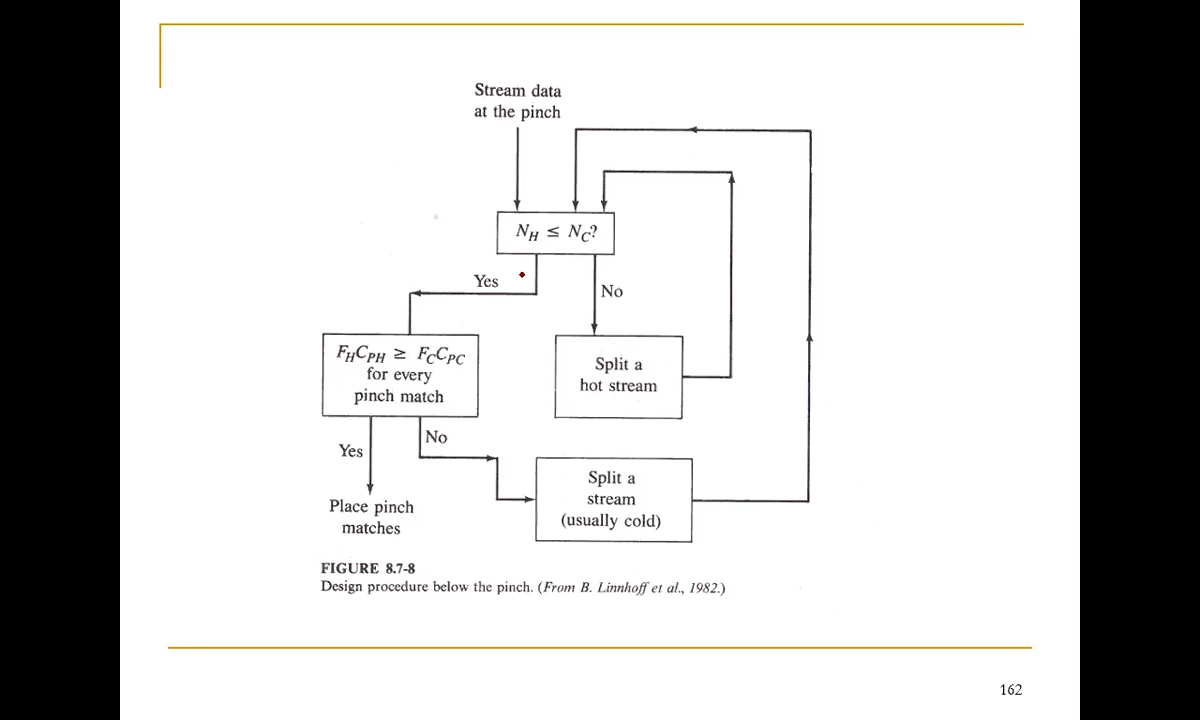 Stream data
at the pinch
N_H ≤ N_C?
Yes
No
F_HC_PH ≥ F_CC_PC
for every
pinch match
Split a
hot stream
Yes
No
Split a
stream
(usually cold)
Place pinch
matches
FIGURE 8.7-8
Design procedure below the pinch. (From B. Linnhoff et al., 1982.)
162